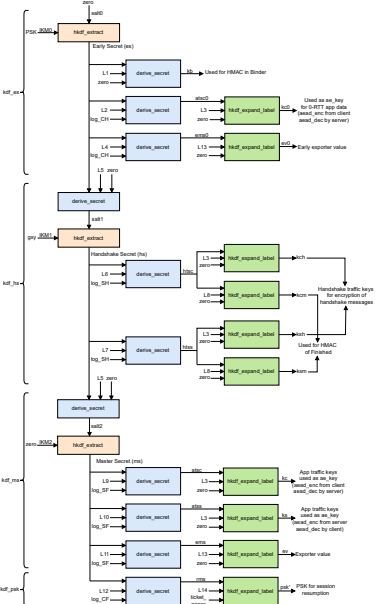 zero
salt0
PSK IKM0
hkdf_extract
Early Secret (es)
kdf_es
L1
zero
derive_secret
kb
Used for HMAC in Binder
L2
log_CH
derive_secret
atsc0
L3
zero
hkdf_expand_label
kc0
Used as ae_key
for 0-RTT app data
(aead_enc from client
aead_dec by server)
L4
log_CH
derive_secret
ems0
L13
zero
hkdf_expand_label
ev0
Early exporter value
L5 zero
derive_secret
salt1
gxy IKM1
hkdf_extract
Handshake Secret (hs)
kdf_hs
L6
log_SH
derive_secret
htsc
L3
zero
hkdf_expand_label
kch
L8
zero
hkdf_expand_label
kcm
Handshake traffic keys
for encryption of
handshake messages
L7
log_SH
derive_secret
htss
L3
zero
hkdf_expand_label
ksh
Used for HMAC
of Finished
L8
zero
hkdf_expand_label
ksm
L5 zero
derive_secret
salt2
zero IKM2
hkdf_extract
Master Secret (ms)
kdf_ms
L9
log_SF
derive_secret
atsc
L3
zero
hkdf_expand_label
kc
App traffic keys
used as ae_key
(aead_enc from client
aead_dec by server)
L10
log_SF
derive_secret
atss
L3
zero
hkdf_expand_label
ks
App traffic keys
used as ae_key
(aead_enc from server
aead_dec by client)
L11
log_SF
derive_secret
ems
L13
zero
hkdf_expand_label
ev
Exporter value
kdf_psk
L12
log_CF
derive_secret
rms
L14
ticket_
hkdf_expand_label
psk'
PSK for session
resumption